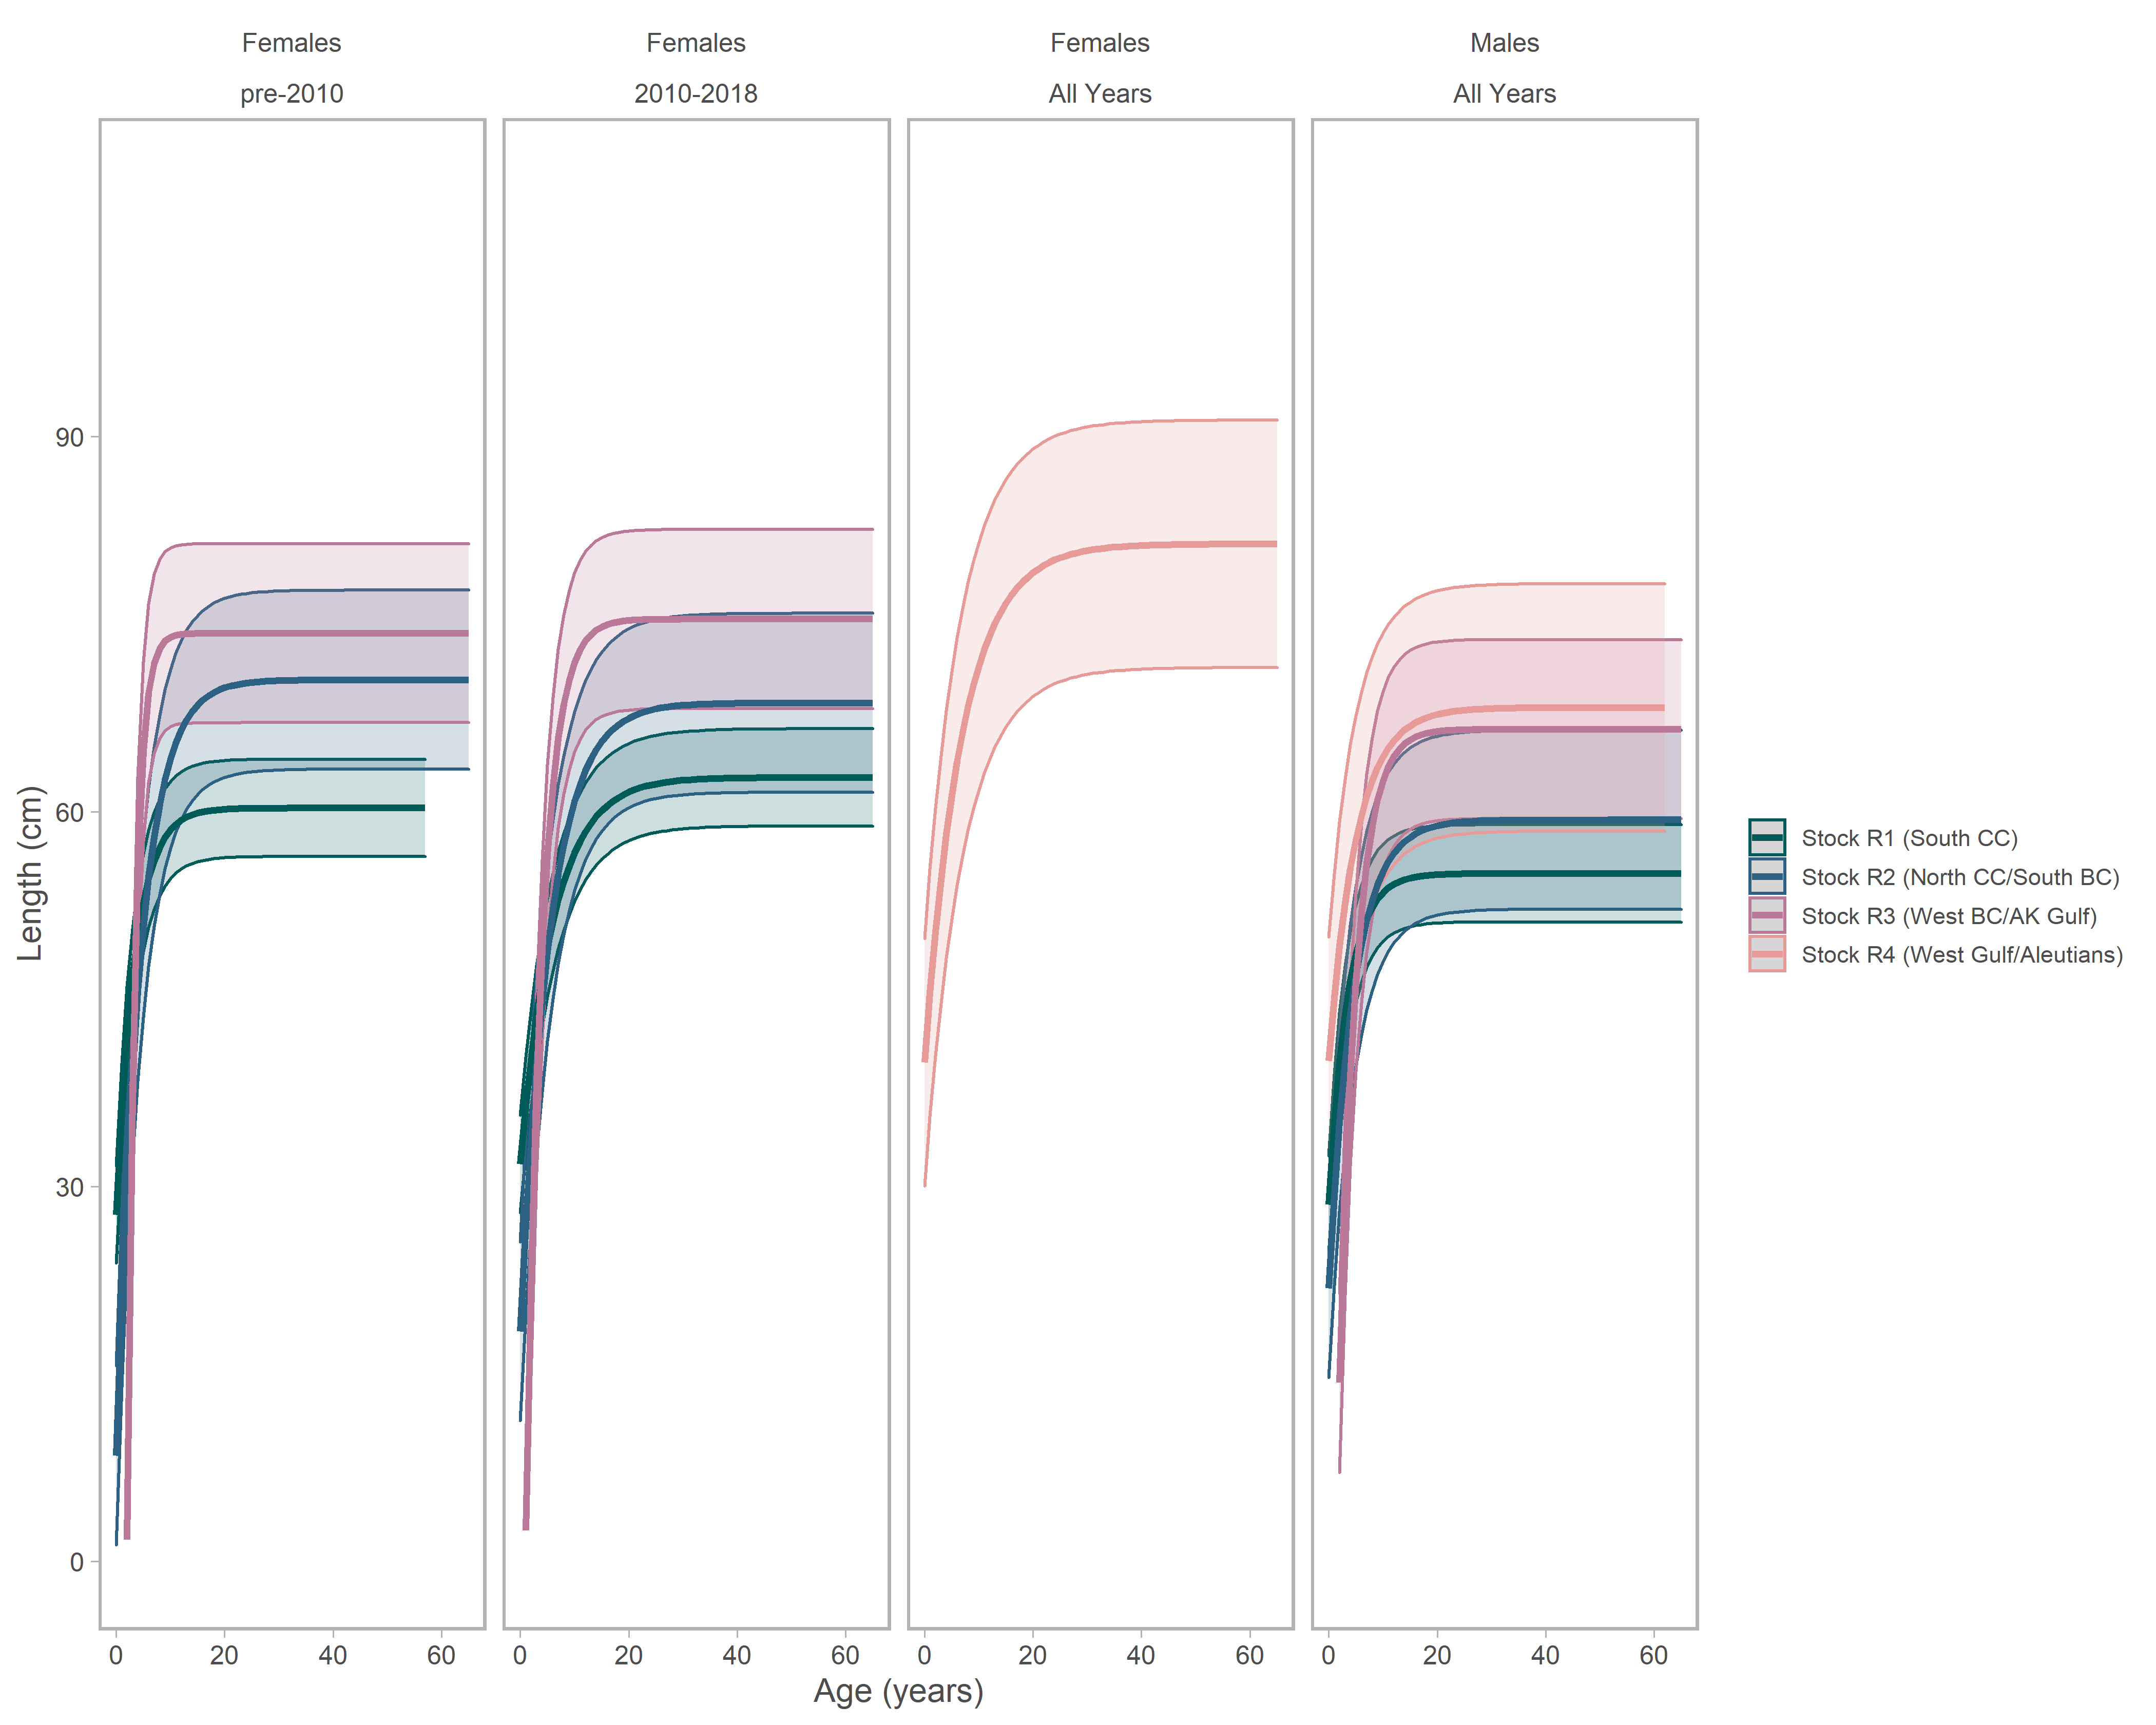 Females Females Females Males
pre-2010 2010-2018 All Years All Years
90
60
30
0
Length (cm)
0 20 40 60 0 20 40 60 0 20 40 60 0 20 40 60
Age (years)
Stock R1 (South CC)
Stock R2 (North CC/South BC)
Stock R3 (West BC/AK Gulf)
Stock R4 (West Gulf/Aleutians)